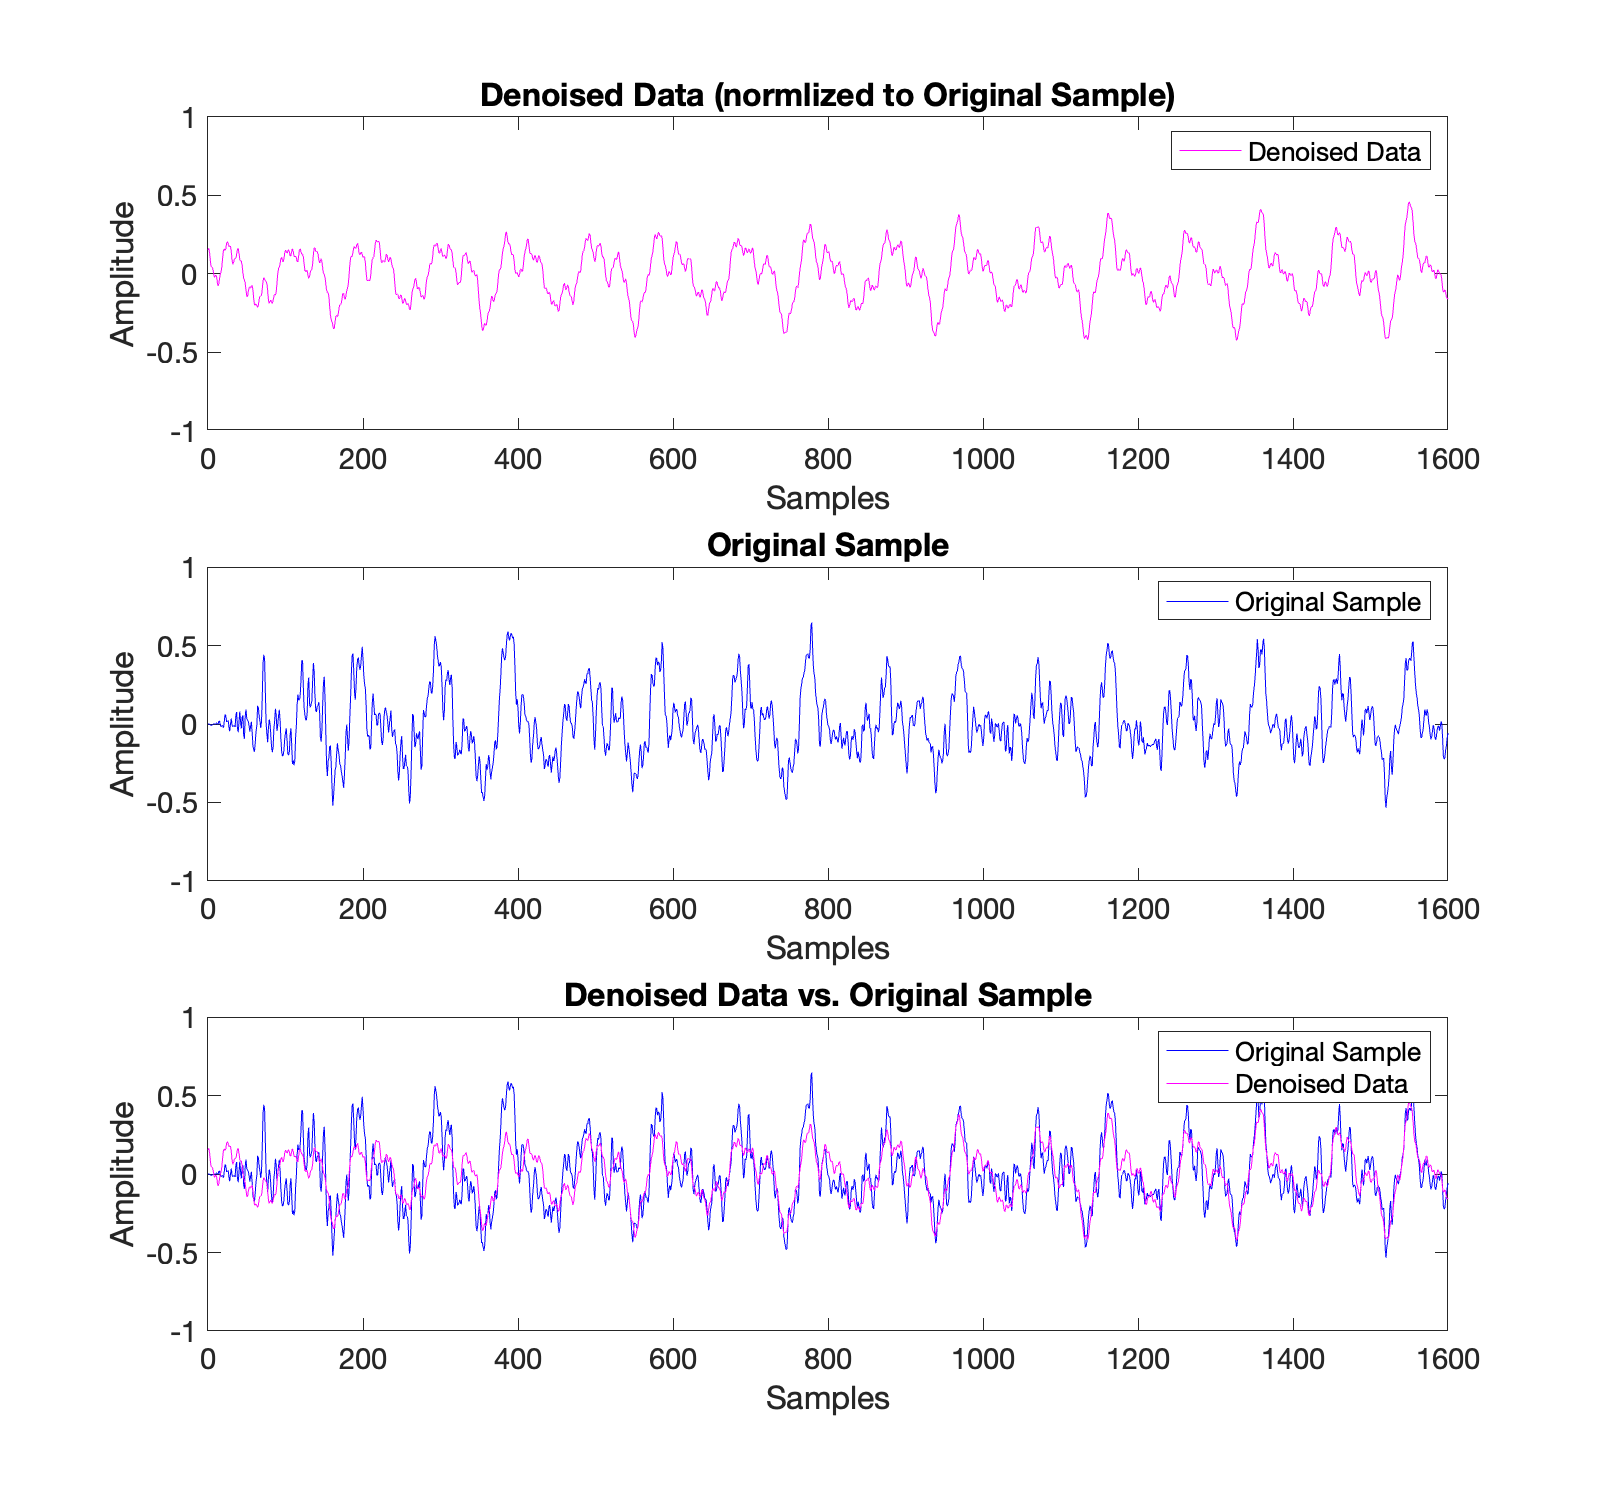 Denoised Data (normlized to Original Sample)
1
0.5
0
-0.5
-1
Amplitude
Denoised Data
0 200 400 600 800 1000 1200 1400 1600
Samples
Original Sample
1
0.5
0
-0.5
-1
Amplitude
Original Sample
0 200 400 600 800 1000 1200 1400 1600
Samples
Denoised Data vs. Original Sample
1
0.5
0
-0.5
-1
Amplitude
Original Sample
Denoised Data
0 200 400 600 800 1000 1200 1400 1600
Samples